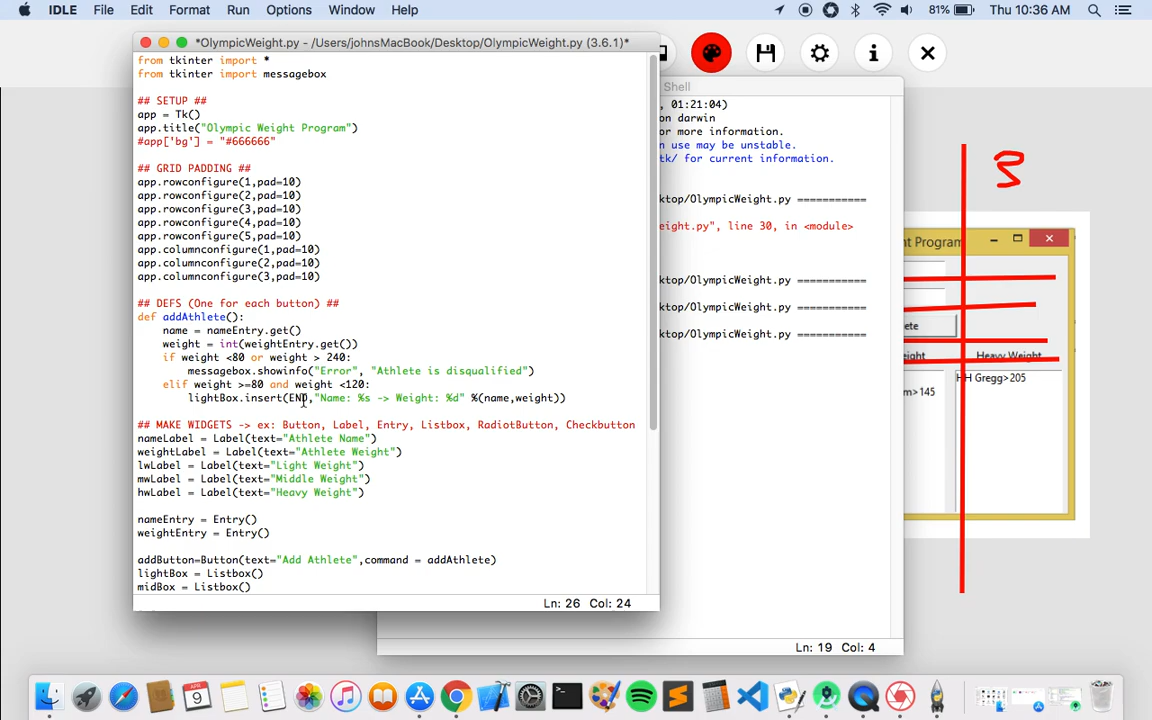 IDLE File Edit Format Run Options Window Help 81% Thu 10:36 AM
*OlympicWeight.py - /Users/johnsMacBook/Desktop/OlympicWeight.py (3.6.1)*
from tkinter import *
from tkinter import messagebox
## SETUP ##
app = Tk()
app.title("Olympic Weight Program")
#app['bg'] = "#666666"
## GRID PADDING ##
app.rowconfigure(1,pad=10)
app.rowconfigure(2,pad=10)
app.rowconfigure(3,pad=10)
app.rowconfigure(4,pad=10)
app.rowconfigure(5,pad=10)
app.columnconfigure(1,pad=10)
app.columnconfigure(2,pad=10)
app.columnconfigure(3,pad=10)
## DEFS (One for each button) ##
def addAthlete():
name = nameEntry.get()
weight = int(weightEntry.get())
if weight <80 or weight > 240:
messagebox.showinfo("Error", "Athlete is disqualified")
elif weight >=80 and weight <120:
lightBox.insert(END,"Name: %s -> Weight: %d" %(name,weight))
## MAKE WIDGETS -> ex: Button, Label, Entry, Listbox, RadiotButton, Checkbutton
nameLabel = Label(text="Athlete Name")
weightLabel = Label(text="Athlete Weight")
lwLabel = Label(text="Light Weight")
mwLabel = Label(text="Middle Weight")
hwLabel = Label(text="Heavy Weight")
nameEntry = Entry()
weightEntry = Entry()
addButton=Button(text="Add Athlete",command = addAthlete)
lightBox = Listbox()
midBox = Listbox()
Ln: 26 Col: 24
Shell
, 01:21:04)
on darwin
or more information.
use may be unstable.
tk/ for current information.
ktop/OlympicWeight.py ===========
eight.py", line 30, in <module>
ktop/OlympicWeight.py ===========
ktop/OlympicWeight.py ===========
ktop/OlympicWeight.py ===========
Ln: 19 Col: 4
3
nt Program
ete
eight Heavy Weight
HH Gregg>205
m>145
APR
9